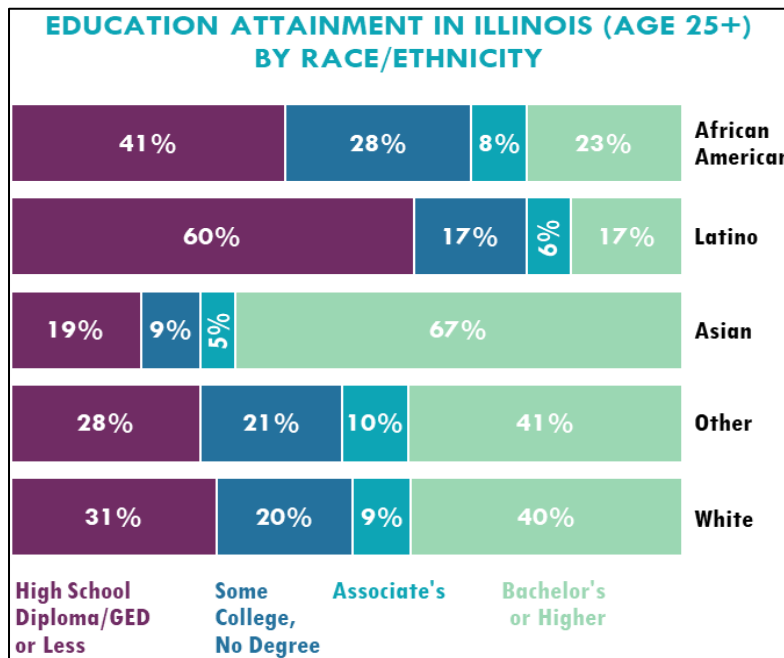 EDUCATION ATTAINMENT IN ILLINOIS (AGE 25+)
BY RACE/ETHNICITY
41% 28% 8% 23% African
American
60% 17% 6% 17% Latino
19% 9% 5% 67% Asian
28% 21% 10% 41% Other
31% 20% 9% 40% White
High School
Diploma/GED
or Less
Some
College,
No Degree
Associate's
Bachelor's
or Higher